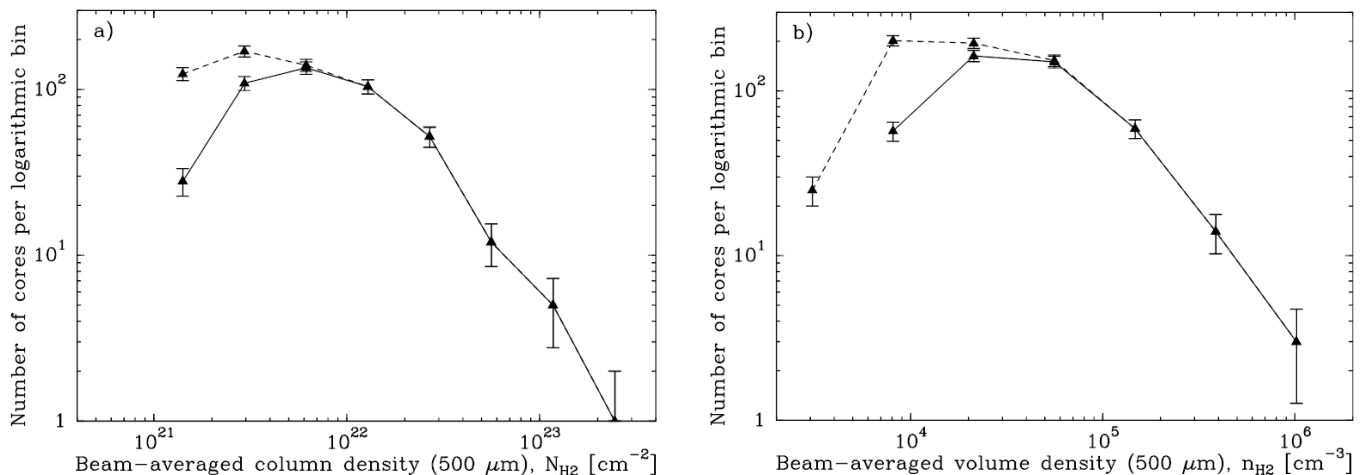 a)
Number of cores per logarithmic bin
10²
10¹
1
10²¹
10²²
10²³
Beam-averaged column density (500 μm), N_H2 [cm⁻²]
b)
Number of cores per logarithmic bin
10²
10¹
1
10⁴
10⁵
10⁶
Beam-averaged volume density (500 μm), n_H2 [cm⁻³]